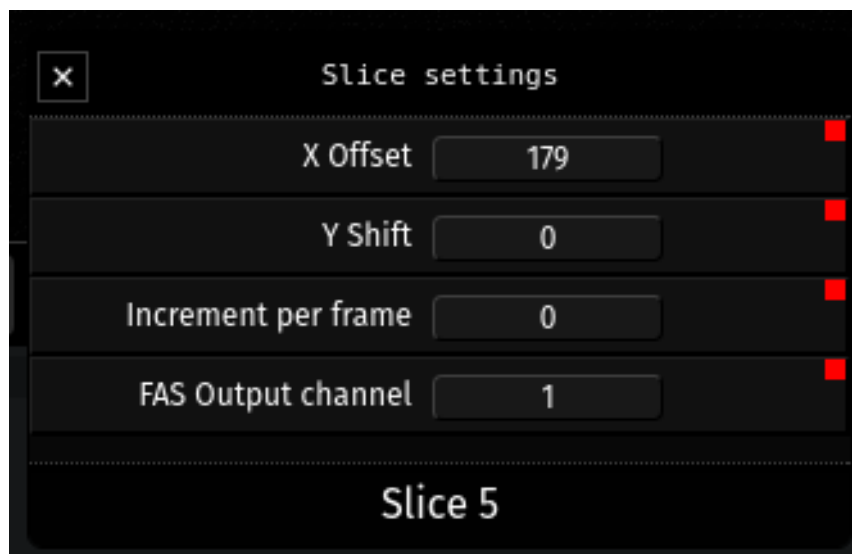 × Slice settings
X Offset 179
Y Shift 0
Increment per frame 0
FAS Output channel 1
Slice 5